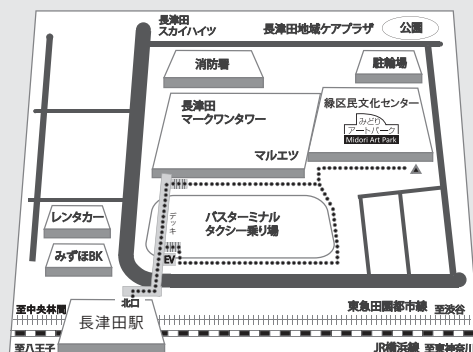 長津田
スカイハイツ
長津田地域ケアプラザ
公園
消防署
駐輪場
長津田
マークワンタワー
マルエツ
緑区民文化センター
みどり
アートパーク
Midori Art Park
レンタカー
みずほBK
デッキ
バスターミナル
タクシー乗り場
EV
北口
至中央林間
長津田駅
東急田園都市線
至渋谷
至八王子
JR横浜線
至東神奈川